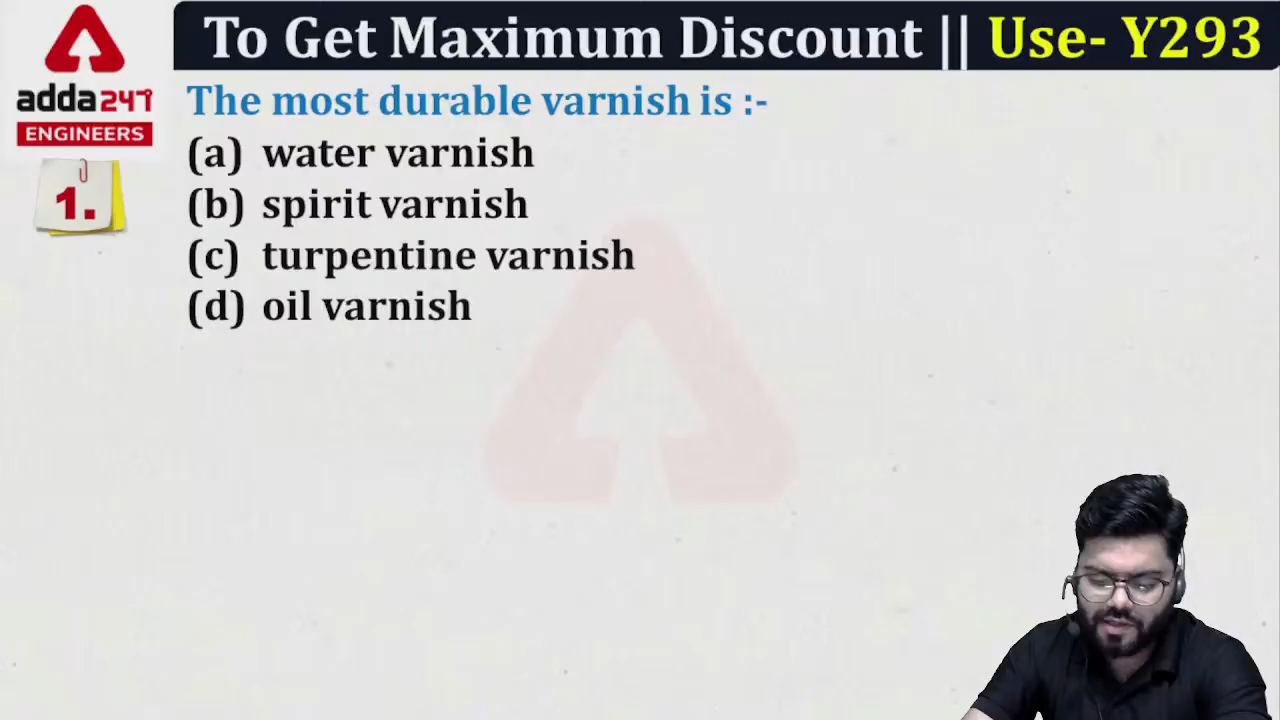 To Get Maximum Discount || Use- Y293
adda247
ENGINEERS
1.
The most durable varnish is :-
(a) water varnish
(b) spirit varnish
(c) turpentine varnish
(d) oil varnish